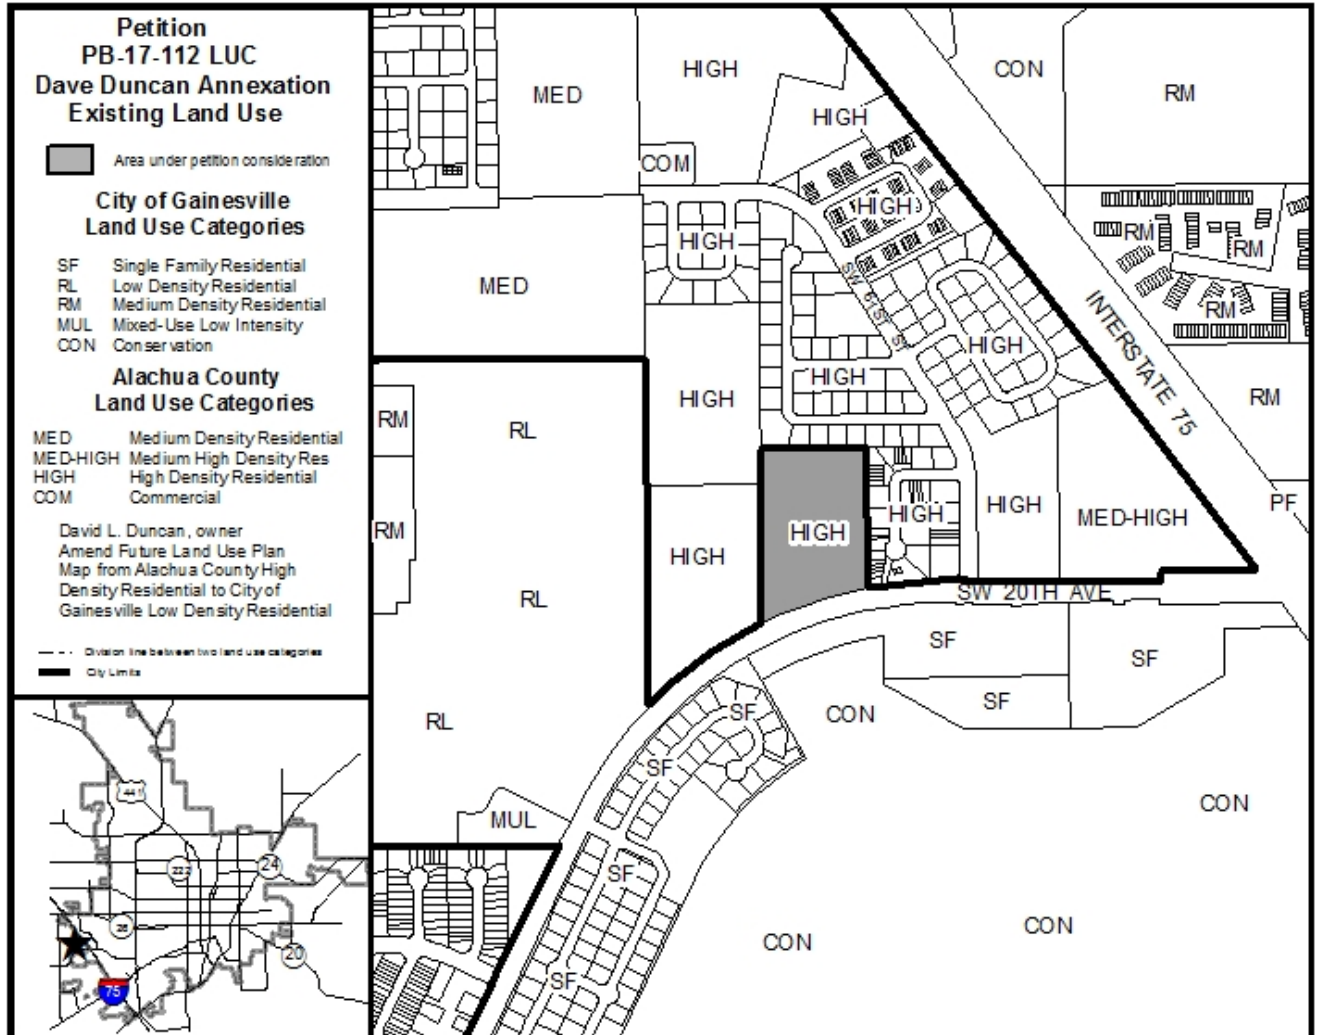 Petition
PB-17-112 LUC
Dave Duncan Annexation
Existing Land Use
Area under petition consideration
City of Gainesville
Land Use Categories
SF Single Family Residential
RL Low Density Residential
RM Medium Density Residential
MUL Mixed-Use Low Intensity
CON Conservation
Alachua County
Land Use Categories
MED Medium Density Residential
MED-HIGH Medium High Density Res
HIGH High Density Residential
COM Commercial
David L. Duncan, owner
Amend Future Land Use Plan
Map from Alachua County High
Density Residential to City of
Gainesville Low Density Residential
Division line between two land use categories
City Limits
441
222
24
26
20
75
HIGH
CON
MED
RM
HIGH
COM
HIGH
HIGH
RM
RM
MED
SW 61ST ST
INTERSTATE 75
RM
HIGH
HIGH
RM
HIGH
RM
RL
PF
HIGH
HIGH
MED-HIGH
RM
HIGH
HIGH
RL
SW 20TH AVE
SF
SF
SF
SF
CON
RL
SF
CON
MUL
SF
CON
CON
SF